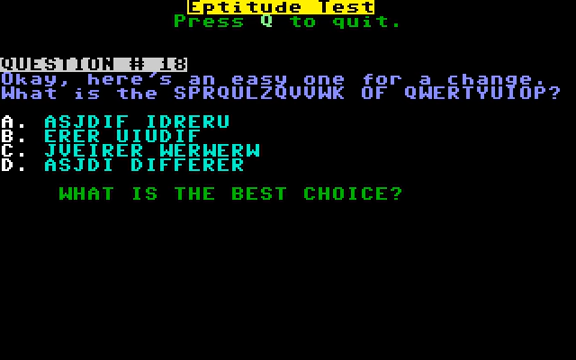 Eptitude Test
Press Q to quit.
QUESTION # 18
Okay, here's an easy one for a change.
What is the SPRQULZQVVWK OF QWERTYUIOP?
A. ASJDIF IDRERU
B. ERER UIUDIF
C. JVEIRER WERWERW
D. ASJDI DIFFERER
WHAT IS THE BEST CHOICE?